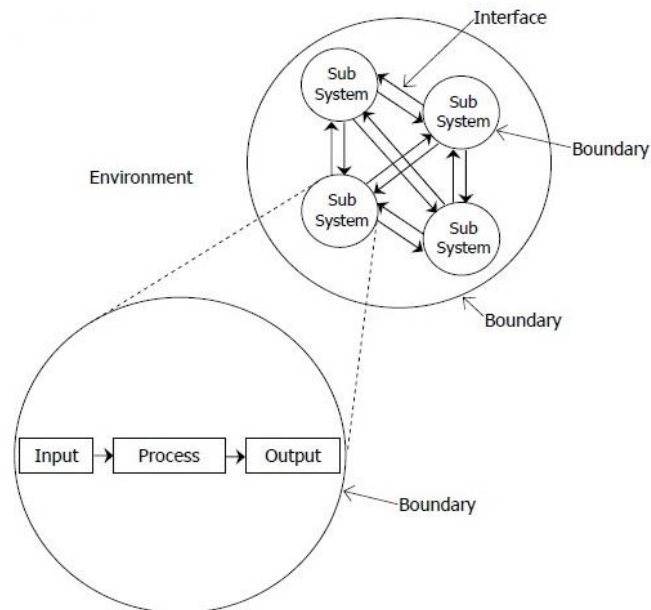 Interface
Sub
System
Sub
System
Boundary
Environment
Sub
System
Sub
System
Boundary
Input
Process
Output
Boundary